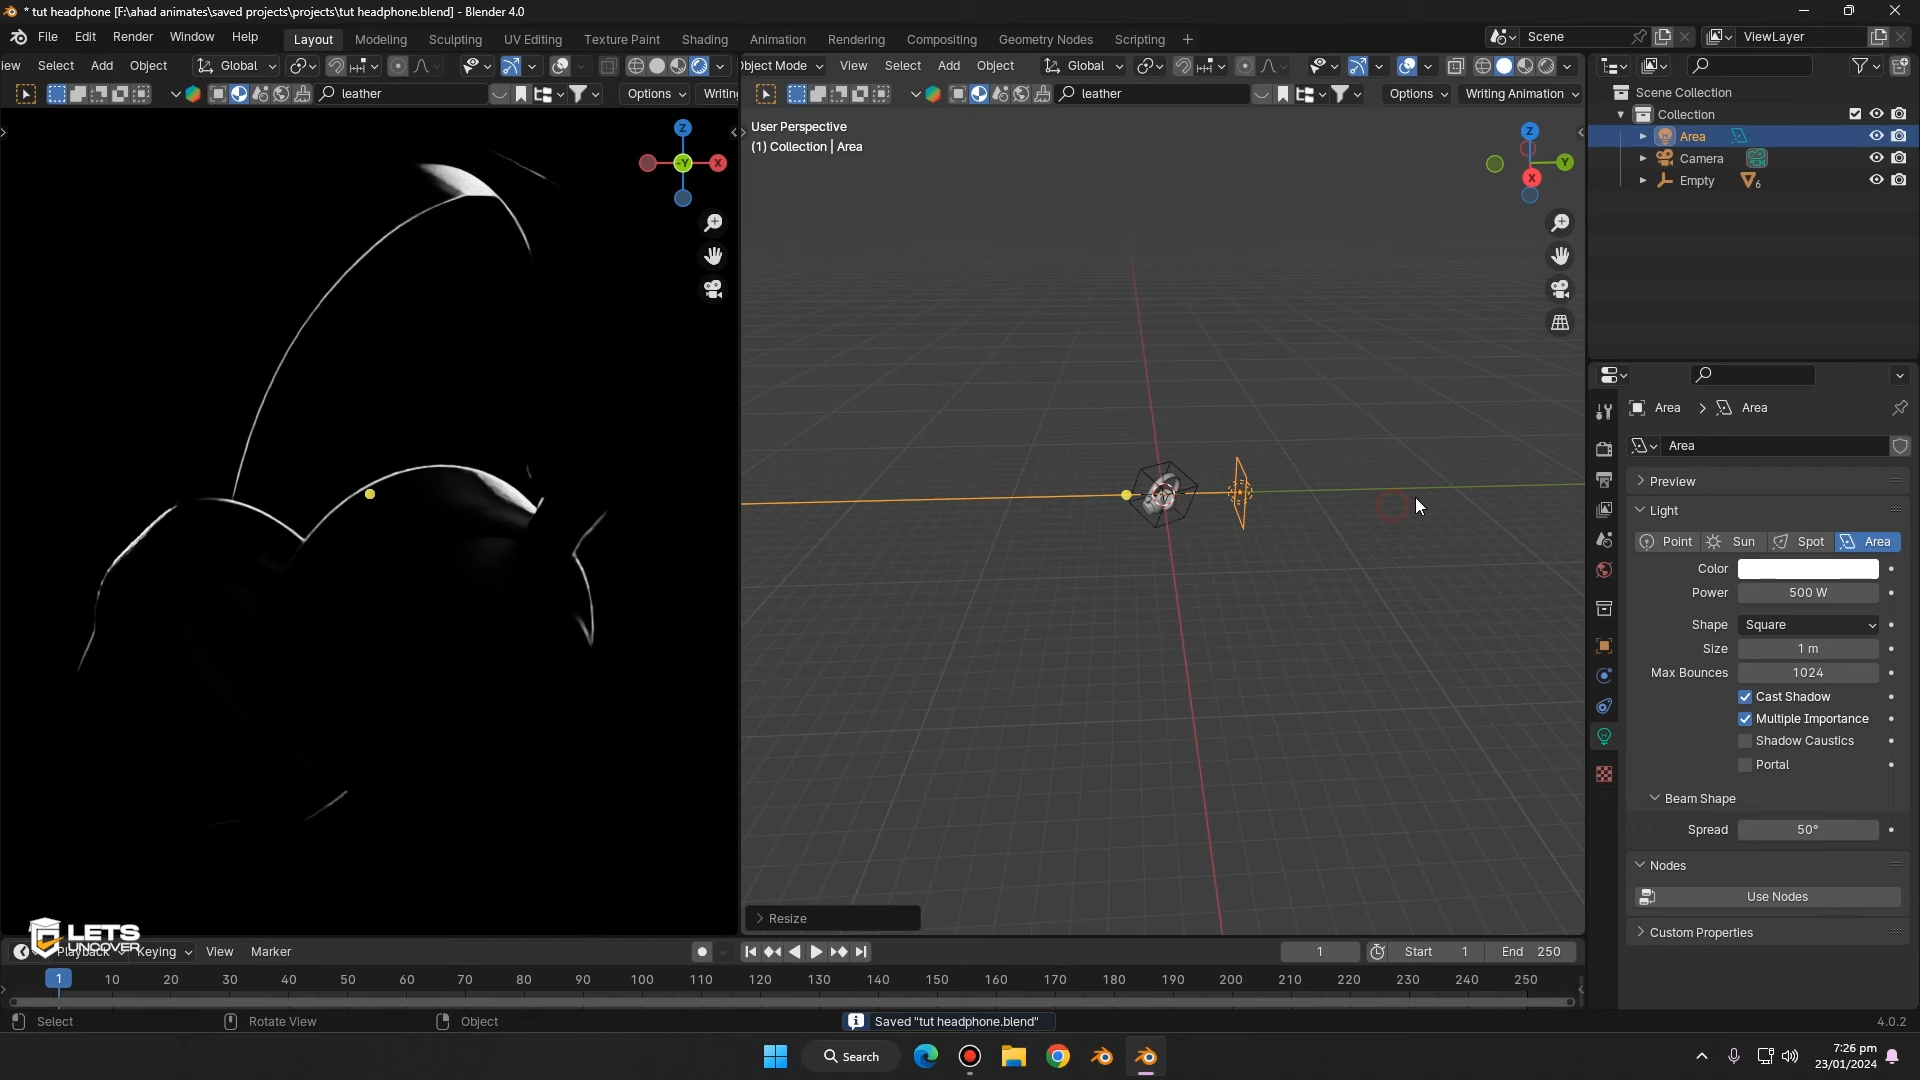 * tut headphone [F:\ahad animates\saved projects\projects\tut headphone.blend] - Blender 4.0
File Edit Render Window Help Layout Modeling Sculpting UV Editing Texture Paint Shading Animation Rendering Compositing Geometry Nodes Scripting + Scene ViewLayer
iew Select Add Object Global bject Mode View Select Add Object Global
leather Options Writin leather Options Writing Animation
User Perspective
(1) Collection | Area
Z
-Y X
Z
Y
X
Scene Collection
Collection
Area
Camera
Empty 6
Area > Area
Area
Preview
Light
Point Sun Spot Area
Color
Power 500 W
Shape Square
Size 1 m
Max Bounces 1024
Cast Shadow
Multiple Importance
Shadow Caustics
Portal
Beam Shape
Spread 50°
Nodes
Use Nodes
Custom Properties
> Resize
LETS
UNCOVER
Playback Keying View Marker 1 Start 1 End 250
1 10 20 30 40 50 60 70 80 90 100 110 120 130 140 150 160 170 180 190 200 210 220 230 240 250
Select Rotate View Object Saved "tut headphone.blend" 4.0.2
Search
7:26 pm
23/01/2024